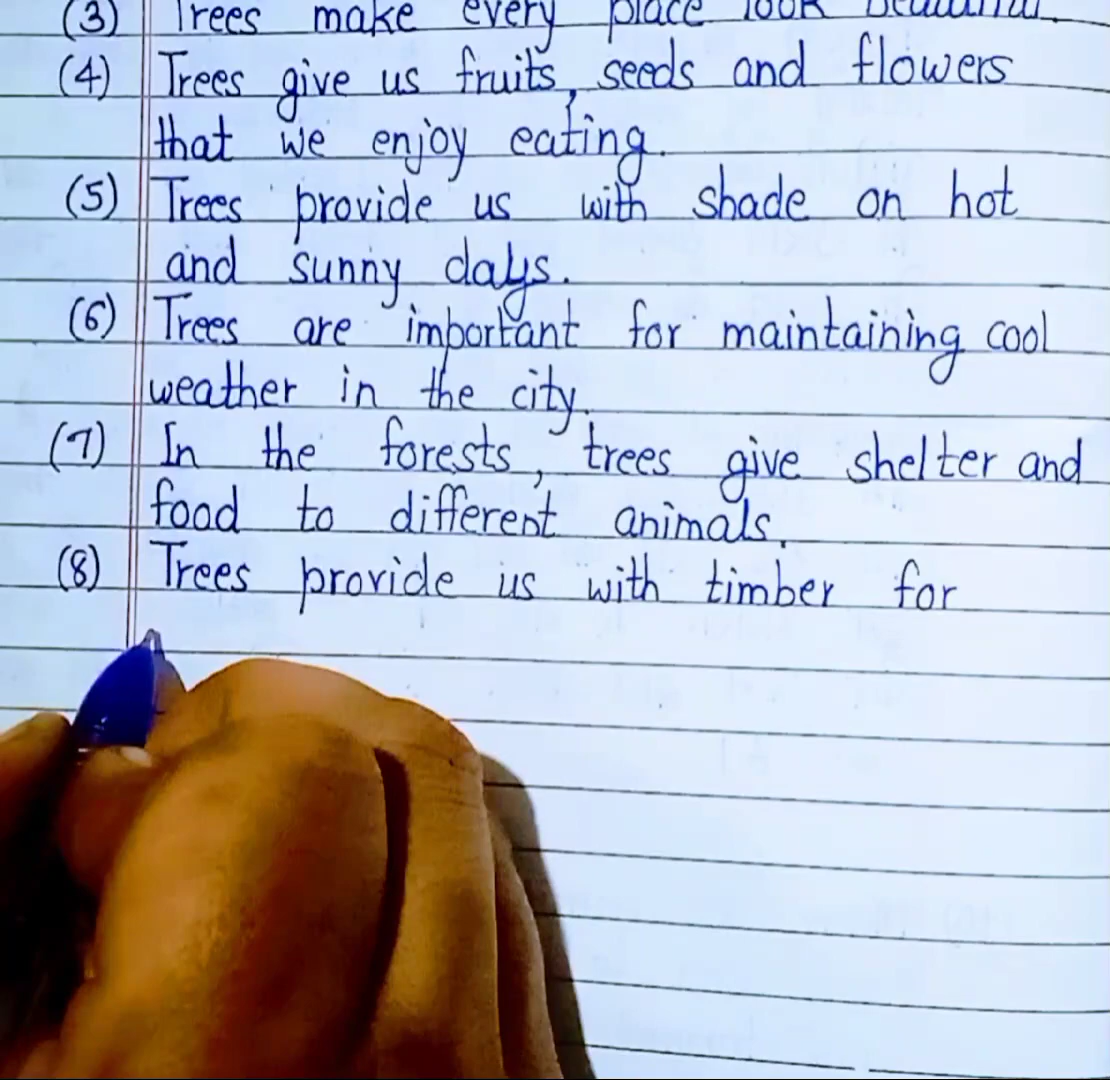 (3) Trees make every place look beautiful.
(4) Trees give us fruits, seeds and flowers
that we enjoy eating.
(5) Trees provide us with shade on hot
and sunny days.
(6) Trees are important for maintaining cool
weather in the city.
(7) In the forests, trees give shelter and
food to different animals.
(8) Trees provide us with timber for